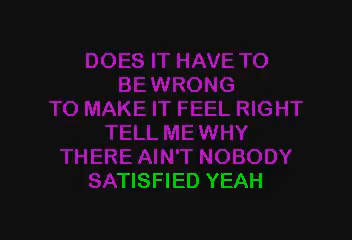 DOES IT HAVE TO
BE WRONG
TO MAKE IT FEEL RIGHT
TELL ME WHY
THERE AIN'T NOBODY
SATISFIED YEAH